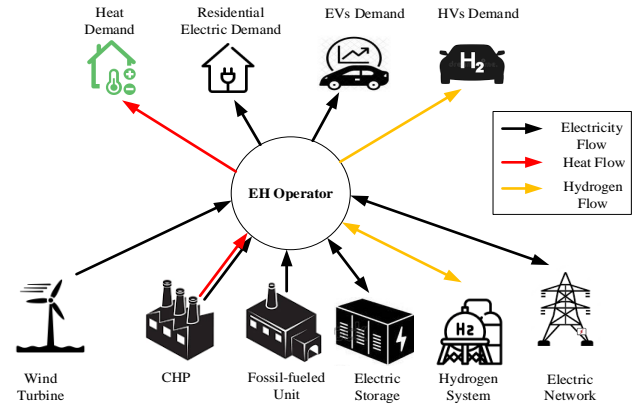 Heat
Demand
Residential
Electric Demand
EVs Demand
HVs Demand
H2
EH Operator
Electricity
Flow
Heat Flow
Hydrogen
Flow
H2
Wind
Turbine
CHP
Fossil-fueled
Unit
Electric
Storage
Hydrogen
System
Electric
Network